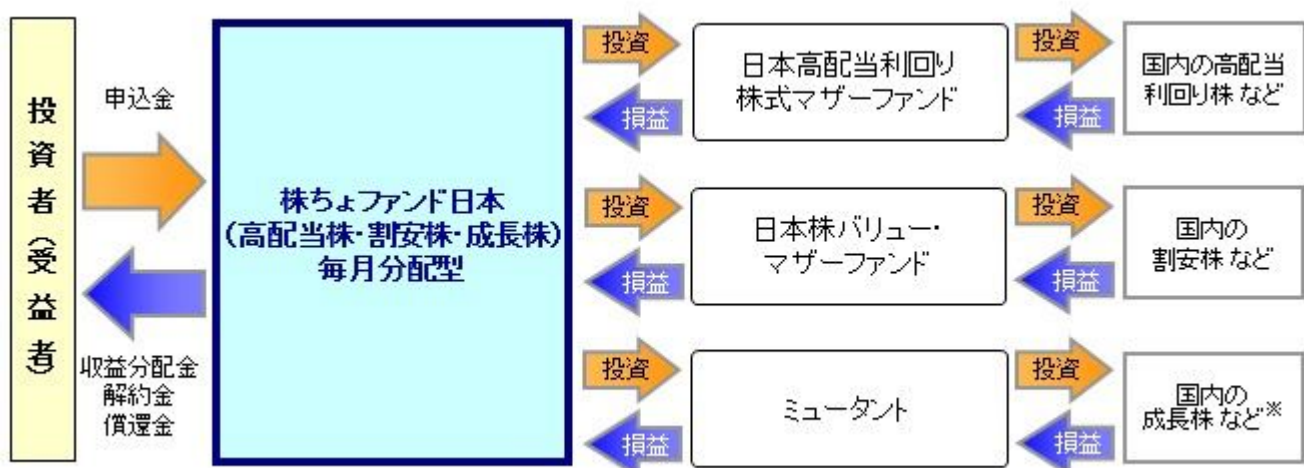 投資者(受益者)
申込金
収益分配金
解約金
償還金
株ちょファンド日本
(高配当株・割安株・成長株)
毎月分配型
投資
損益
日本高配当利回り
株式マザーファンド
投資
損益
国内の高配当
利回り株 など
投資
損益
日本株バリュー・
マザーファンド
投資
損益
国内の
割安株 など
投資
損益
ミュータント
投資
損益
国内の
成長株 など※